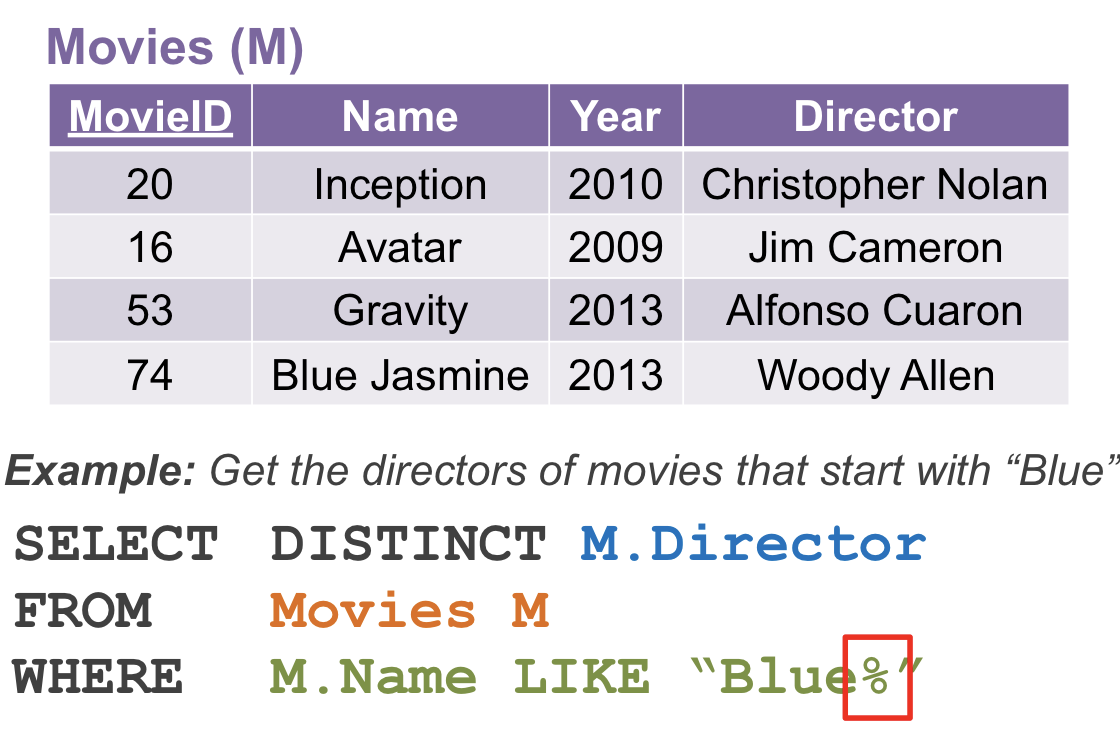 Movies (M)
MovieID Name Year Director
20 Inception 2010 Christopher Nolan
16 Avatar 2009 Jim Cameron
53 Gravity 2013 Alfonso Cuaron
74 Blue Jasmine 2013 Woody Allen
Example: Get the directors of movies that start with “Blue”
SELECT DISTINCT M.Director
FROM Movies M
WHERE M.Name LIKE “Blue%”